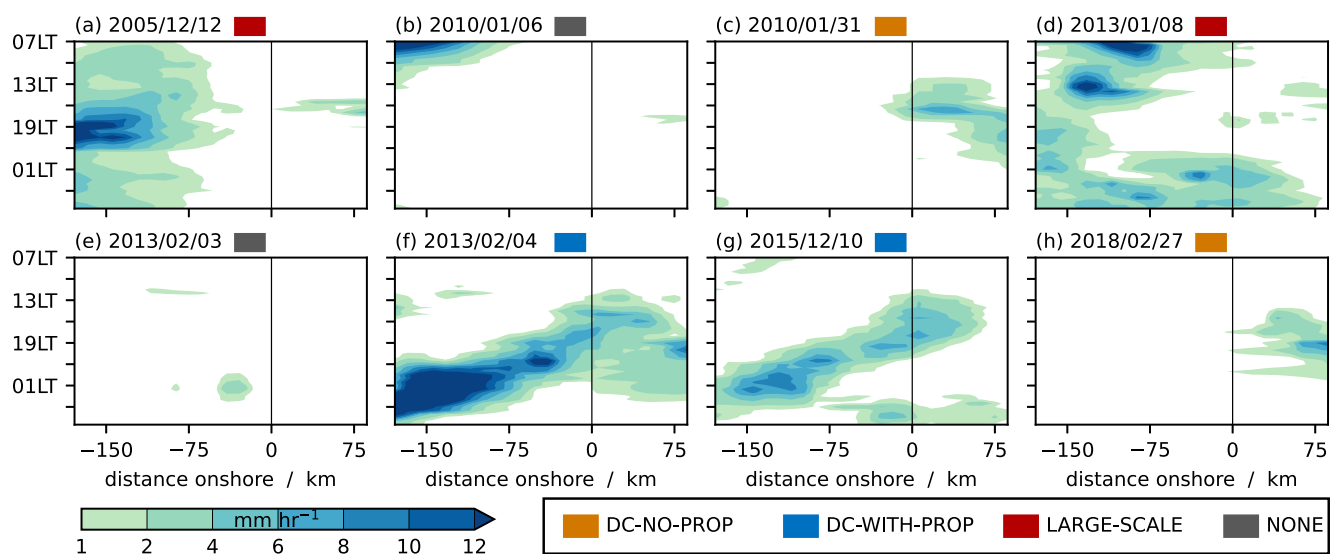 (a) 2005/12/12
(b) 2010/01/06
(c) 2010/01/31
(d) 2013/01/08
07LT
13LT
19LT
01LT
(e) 2013/02/03
(f) 2013/02/04
(g) 2015/12/10
(h) 2018/02/27
07LT
13LT
19LT
01LT
−150 −75 0 75
−150 −75 0 75
−150 −75 0 75
−150 −75 0 75
distance onshore / km
distance onshore / km
distance onshore / km
distance onshore / km
mm hr⁻¹
1 2 4 6 8 10 12
DC-NO-PROP
DC-WITH-PROP
LARGE-SCALE
NONE